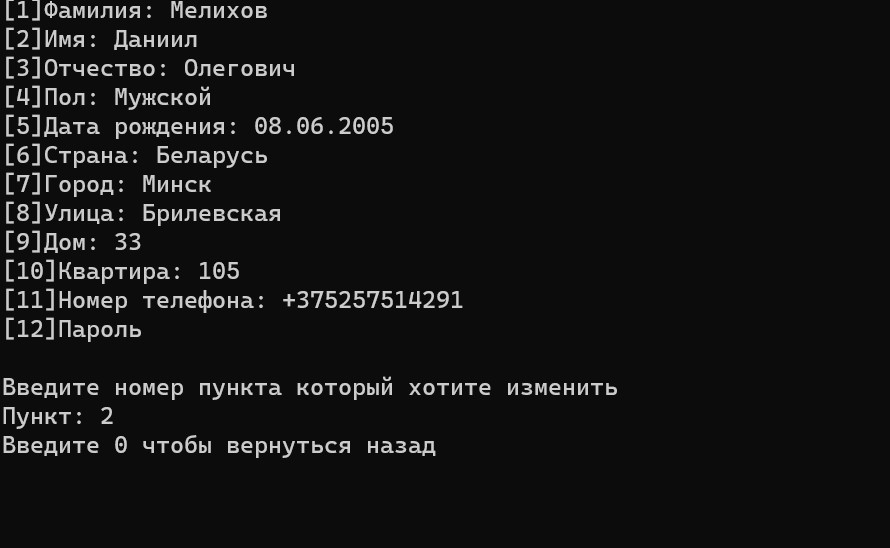 [1]Фамилия: Мелихов
[2]Имя: Даниил
[3]Отчество: Олегович
[4]Пол: Мужской
[5]Дата рождения: 08.06.2005
[6]Страна: Беларусь
[7]Город: Минск
[8]Улица: Брилевская
[9]Дом: 33
[10]Квартира: 105
[11]Номер телефона: +375257514291
[12]Пароль
Введите номер пункта который хотите изменить
Пункт: 2
Введите 0 чтобы вернуться назад